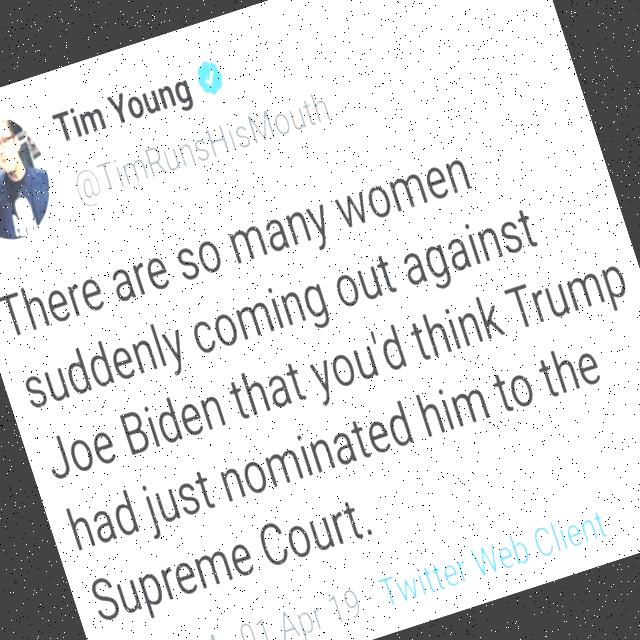 Tim Young
@TimRunsHisMouth
There are so many women
suddenly coming out against
Joe Biden that you'd think Trump
had just nominated him to the
Supreme Court.
01 Apr 19 Twitter Web Client